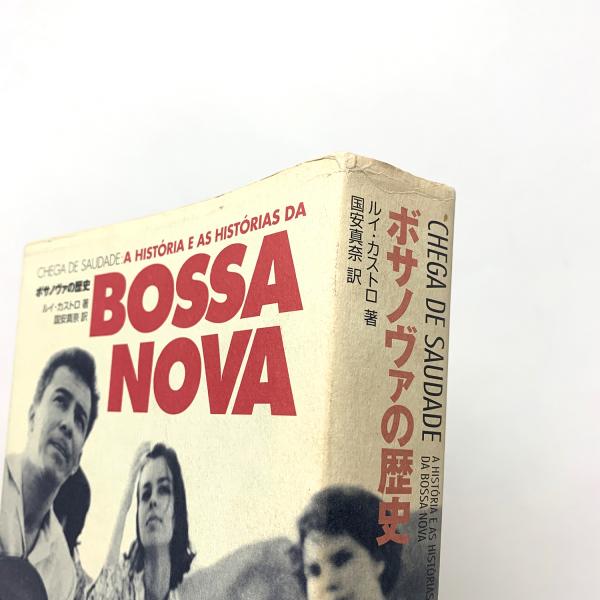 CHEGA DE SAUDADE: A HISTÓRIA E AS HISTÓRIAS DA
ボサノヴァの歴史
ルイ・カストロ 著
国安真奈 訳
BOSSA
NOVA
ルイ・カストロ 著
国安真奈 訳
ボサノヴァの歴史
CHEGA DE SAUDADE
A HISTÓRIA E AS HISTÓRIAS
DA BOSSA NOVA